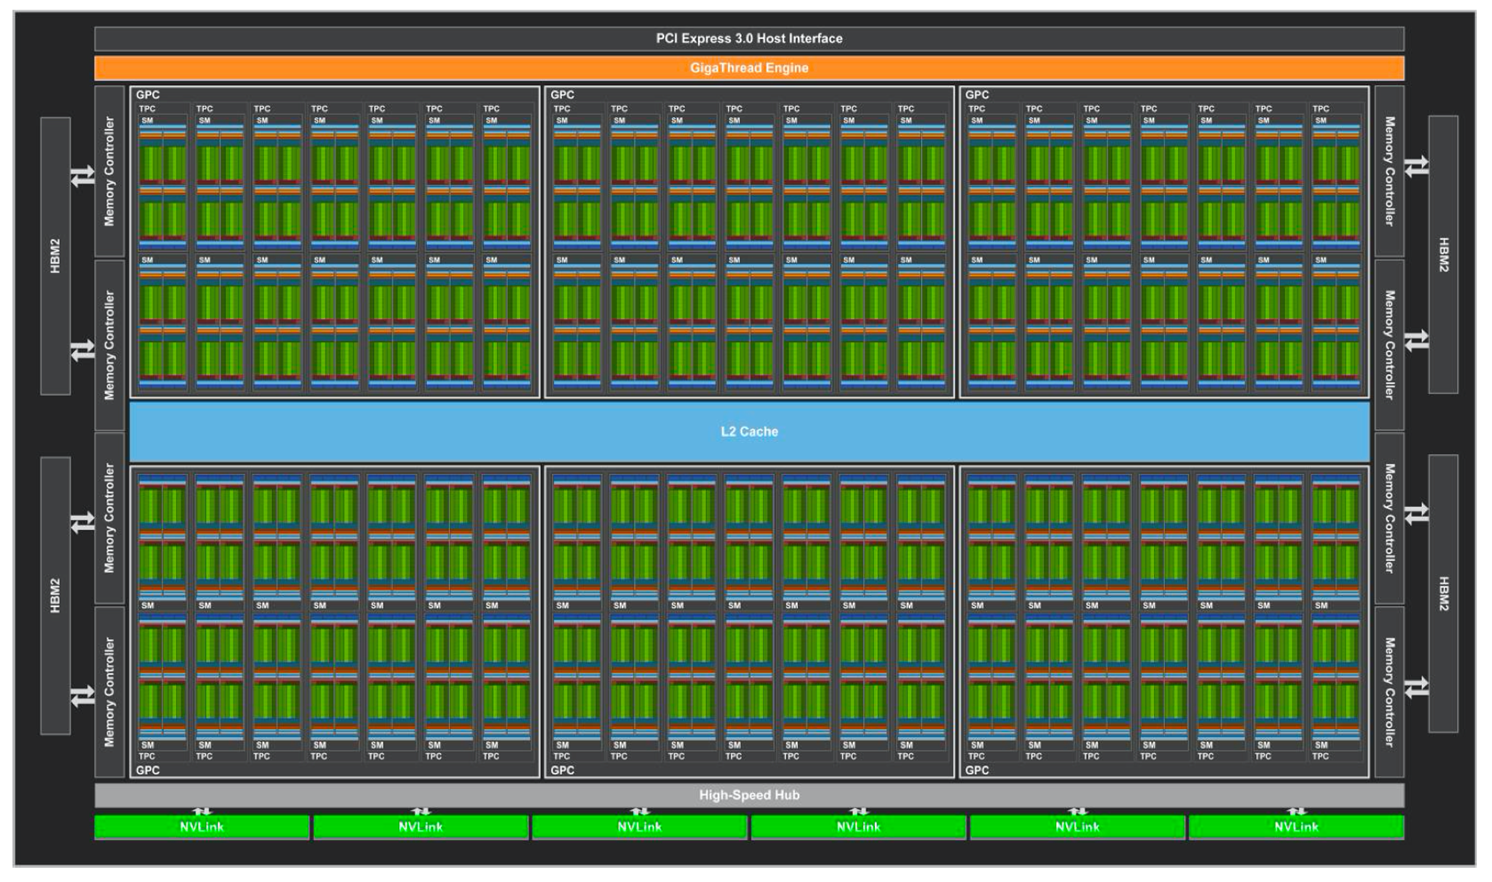 PCI Express 3.0 Host Interface
GigaThread Engine
GPC GPC GPC
TPC TPC TPC TPC TPC TPC TPC TPC TPC TPC TPC TPC TPC TPC TPC TPC TPC TPC TPC TPC TPC
SM SM SM SM SM SM SM SM SM SM SM SM SM SM SM SM SM SM SM SM SM
Memory Controller
Memory Controller
HBM2
HBM2
SM SM SM SM SM SM SM SM SM SM SM SM SM SM SM SM SM SM SM SM SM
Memory Controller
Memory Controller
L2 Cache
Memory Controller
Memory Controller
HBM2
HBM2
SM SM SM SM SM SM SM SM SM SM SM SM SM SM SM SM SM SM SM SM SM
Memory Controller
Memory Controller
SM SM SM SM SM SM SM SM SM SM SM SM SM SM SM SM SM SM SM SM SM
TPC TPC TPC TPC TPC TPC TPC TPC TPC TPC TPC TPC TPC TPC TPC TPC TPC TPC TPC TPC TPC
GPC GPC GPC
High-Speed Hub
NVLink NVLink NVLink NVLink NVLink NVLink